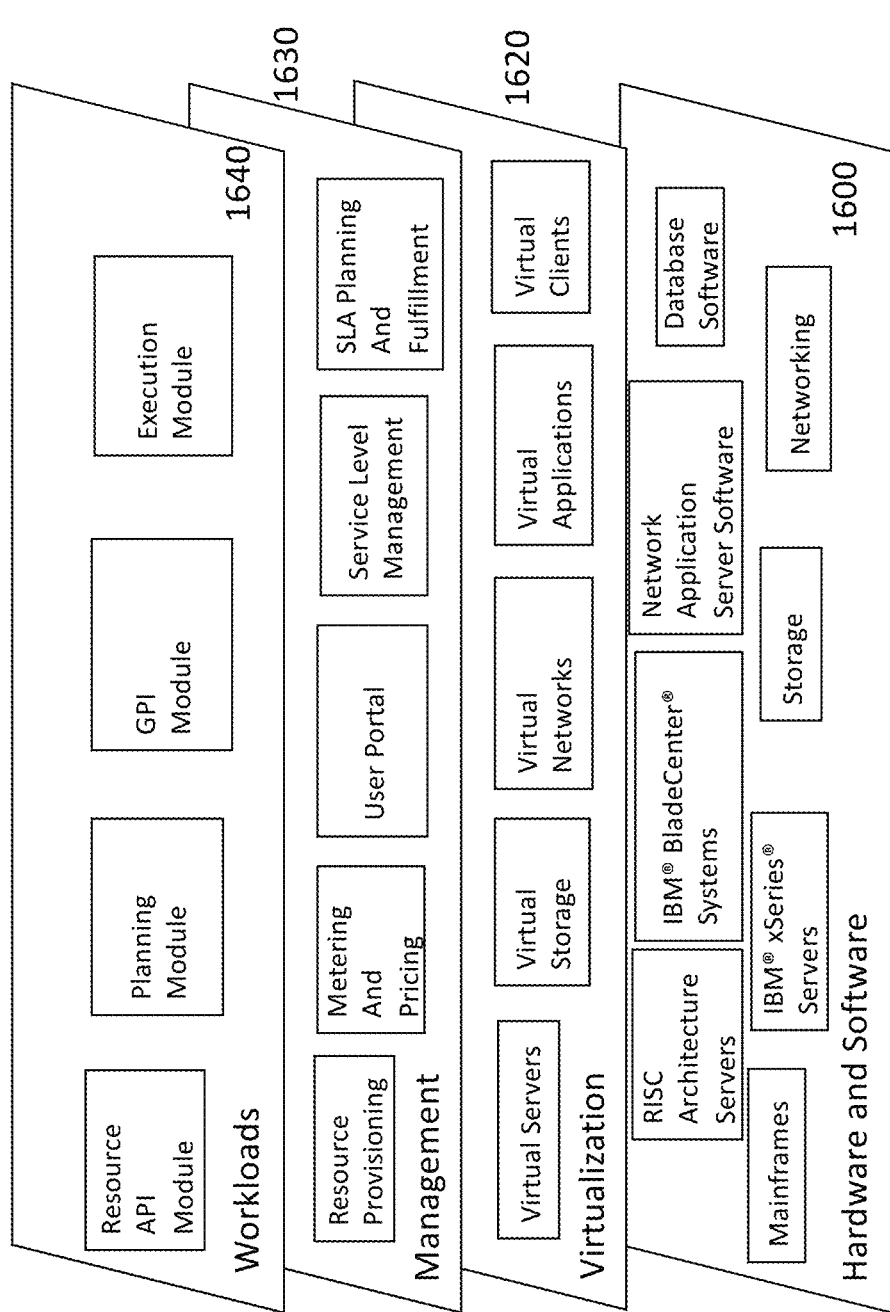 Resource
API
Module
Planning
Module
GPI
Module
Execution
Module
Workloads
1640
Resource
Provisioning
Metering
And
Pricing
User Portal
Service Level
Management
SLA Planning
And
Fulfillment
Management
1630
Virtual Servers
Virtual
Storage
Virtual
Networks
Virtual
Applications
Virtual
Clients
Virtualization
1620
RISC
Architecture
Servers
IBM® BladeCenter®
Systems
Network
Application
Server Software
Database
Software
Mainframes
IBM® xSeries®
Servers
Storage
Networking
Hardware and Software
1600